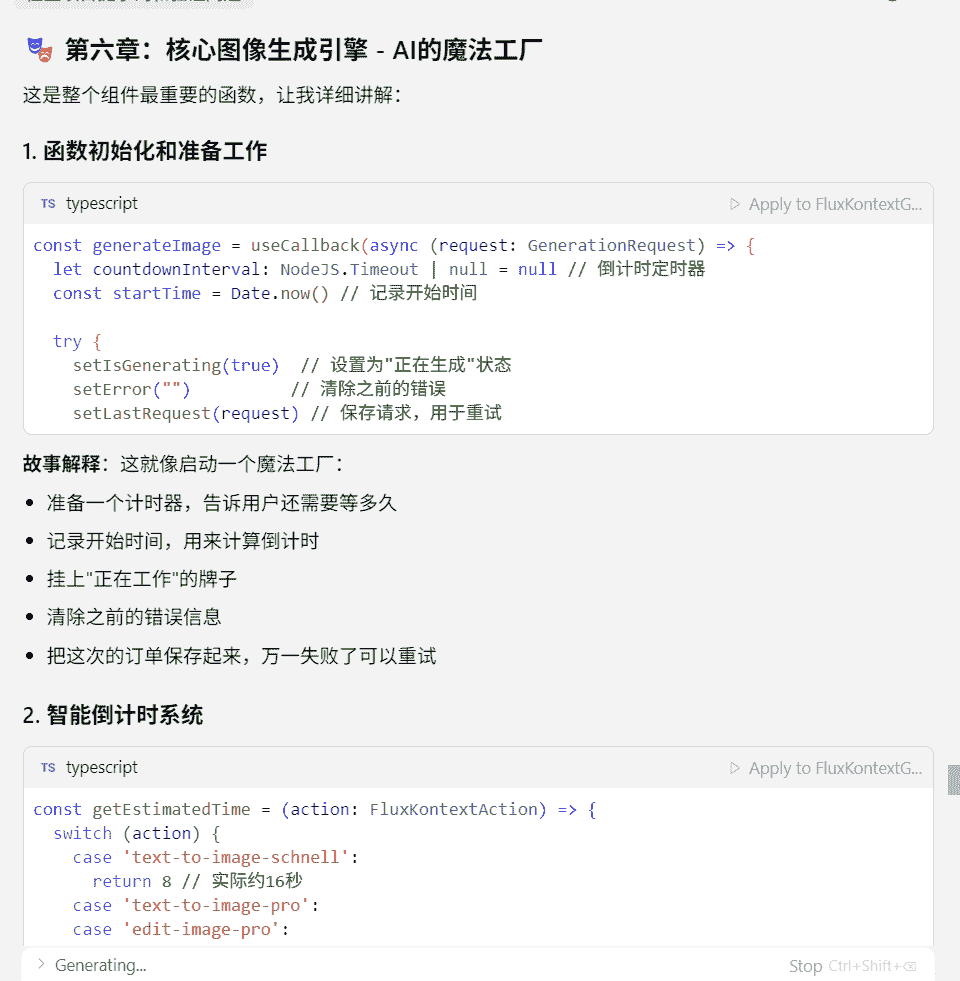 第六章：核心图像生成引擎 - AI的魔法工厂
这是整个组件最重要的函数，让我详细讲解：
1. 函数初始化和准备工作
TS typescript
Apply to FluxKontextG...
const generateImage = useCallback(async (request: GenerationRequest) => {
let countdownInterval: NodeJS.Timeout | null = null // 倒计时定时器
const startTime = Date.now() // 记录开始时间
try {
setIsGenerating(true) // 设置为"正在生成"状态
setError("") // 清除之前的错误
setLastRequest(request) // 保存请求，用于重试
故事解释：这就像启动一个魔法工厂：
准备一个计时器，告诉用户还需要等多久
记录开始时间，用来计算倒计时
挂上"正在工作"的牌子
清除之前的错误信息
把这次的订单保存起来，万一失败了可以重试
2. 智能倒计时系统
TS typescript
Apply to FluxKontextG...
const getEstimatedTime = (action: FluxKontextAction) => {
switch (action) {
case 'text-to-image-schnell':
return 8 // 实际约16秒
case 'text-to-image-pro':
case 'edit-image-pro':
Generating...
Stop Ctrl+Shift+⌫